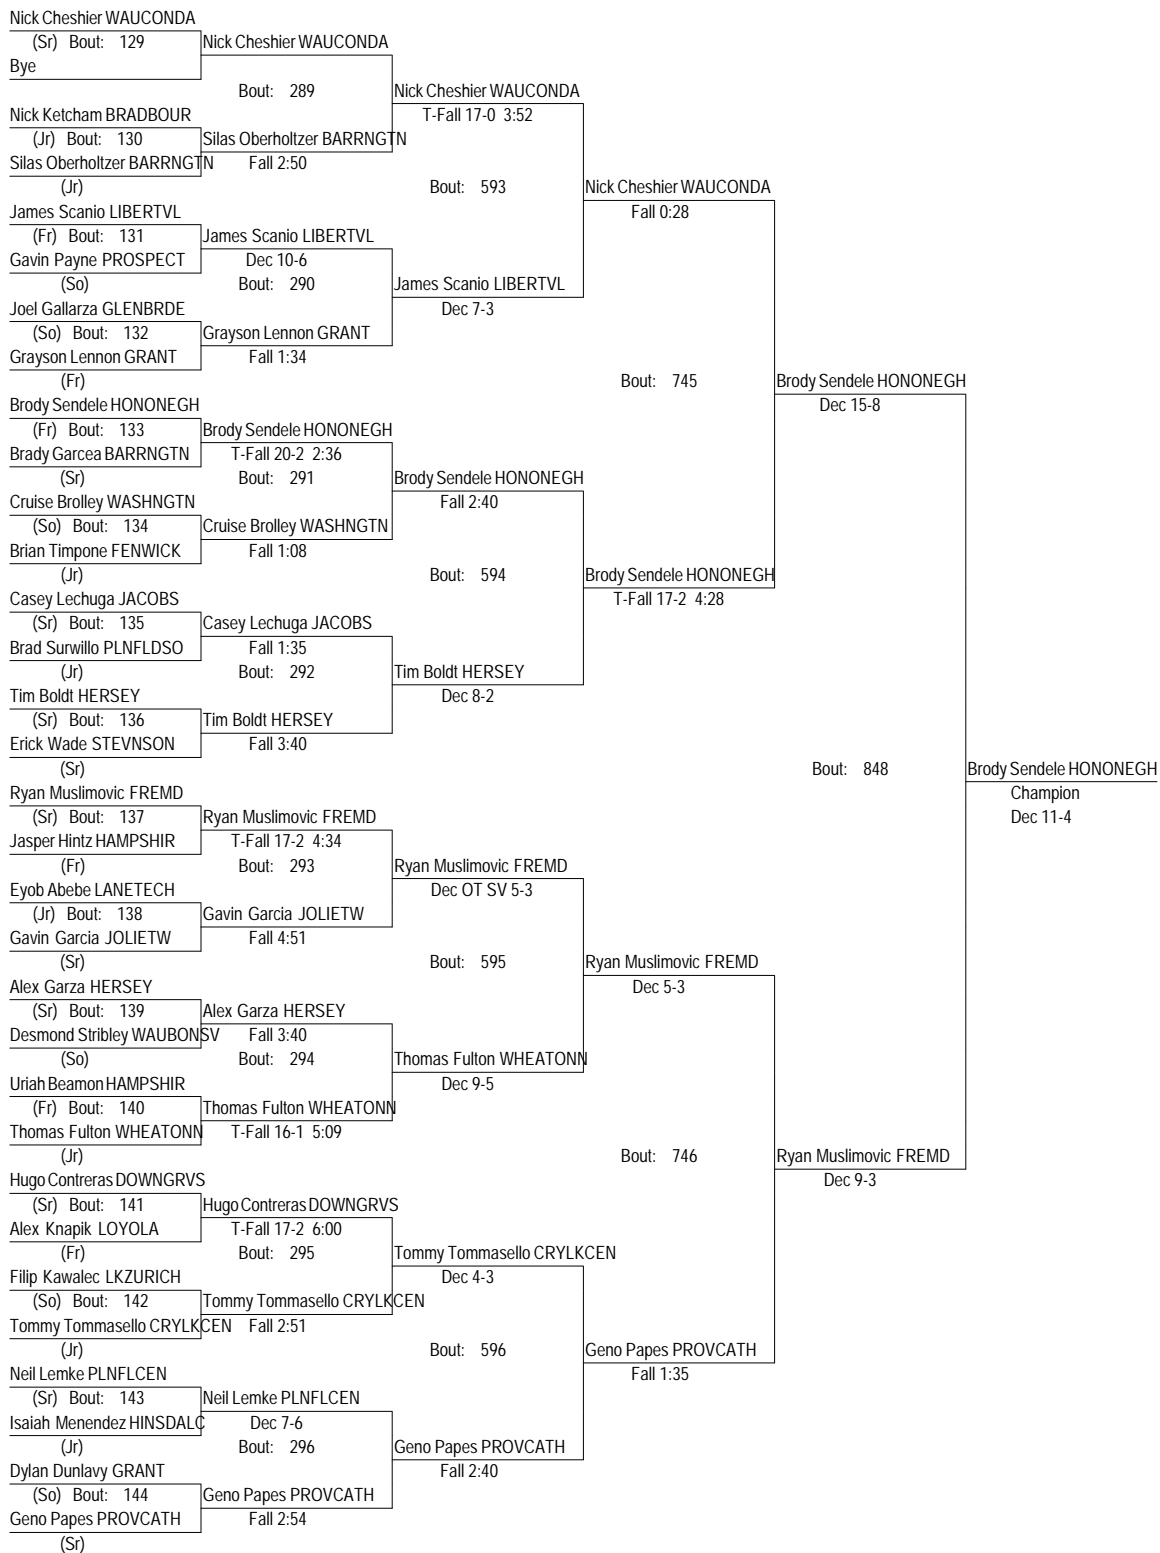 Nick Cheshier WAUCONDA
(Sr) Bout: 129 Nick Cheshier WAUCONDA
Bye
Bout: 289 Nick Cheshier WAUCONDA
Nick Ketcham BRADBOUR T-Fall 17-0 3:52
(Jr) Bout: 130 Silas Oberholtzer BARRNGTN
Silas Oberholtzer BARRNGTN Fall 2:50
(Jr) Bout: 593 Nick Cheshier WAUCONDA
James Scanio LIBERTVL Fall 0:28
(Fr) Bout: 131 James Scanio LIBERTVL
Gavin Payne PROSPECT Dec 10-6
(So) Bout: 290 James Scanio LIBERTVL
Joel Gallarza GLENBRDE Dec 7-3
(So) Bout: 132 Grayson Lennon GRANT
Grayson Lennon GRANT Fall 1:34
(Fr) Bout: 745 Brody Sendele HONONEGH
Brody Sendele HONONEGH Dec 15-8
(Fr) Bout: 133 Brody Sendele HONONEGH
Brady Garcea BARRNGTN T-Fall 20-2 2:36
(Sr) Bout: 291 Brody Sendele HONONEGH
Cruise Brolley WASHNGTN Fall 2:40
(So) Bout: 134 Cruise Brolley WASHNGTN
Brian Timpone FENWICK Fall 1:08
(Jr) Bout: 594 Brody Sendele HONONEGH
Casey Lechuga JACOBS T-Fall 17-2 4:28
(Sr) Bout: 135 Casey Lechuga JACOBS
Brad Surwillo PLNFLDSO Fall 1:35
(Jr) Bout: 292 Tim Boldt HERSEY
Tim Boldt HERSEY Dec 8-2
(Sr) Bout: 136 Tim Boldt HERSEY
Erick Wade STEVNSON Fall 3:40
(Sr) Bout: 848 Brody Sendele HONONEGH
Ryan Muslimovic FREMD Champion
(Sr) Bout: 137 Ryan Muslimovic FREMD Dec 11-4
Jasper Hintz HAMPSHIR T-Fall 17-2 4:34
(Fr) Bout: 293 Ryan Muslimovic FREMD
Eyob Abebe LANETECH Dec OT SV 5-3
(Jr) Bout: 138 Gavin Garcia JOLIETW
Gavin Garcia JOLIETW Fall 4:51
(Sr) Bout: 595 Ryan Muslimovic FREMD
Alex Garza HERSEY Dec 5-3
(Sr) Bout: 139 Alex Garza HERSEY
Desmond Stribley WAUBONSV Fall 3:40
(So) Bout: 294 Thomas Fulton WHEATONN
Uriah Beamon HAMPSHIR Dec 9-5
(Fr) Bout: 140 Thomas Fulton WHEATONN
Thomas Fulton WHEATONN T-Fall 16-1 5:09
(Jr) Bout: 746 Ryan Muslimovic FREMD
Hugo Contreras DOWNGRVS Dec 9-3
(Sr) Bout: 141 Hugo Contreras DOWNGRVS
Alex Knapik LOYOLA T-Fall 17-2 6:00
(Fr) Bout: 295 Tommy Tommasello CRYLKCEN
Filip Kawalec LKZURICH Dec 4-3
(So) Bout: 142 Tommy Tommasello CRYLKCEN
Tommy Tommasello CRYLKCEN Fall 2:51
(Jr) Bout: 596 Geno Papes PROVCATH
Neil Lemke PLNFLCEN Fall 1:35
(Sr) Bout: 143 Neil Lemke PLNFLCEN
Isaiah Menendez HINSDALC Dec 7-6
(Jr) Bout: 296 Geno Papes PROVCATH
Dylan Dunlavy GRANT Fall 2:40
(So) Bout: 144 Geno Papes PROVCATH
Geno Papes PROVCATH Fall 2:54
(Sr)